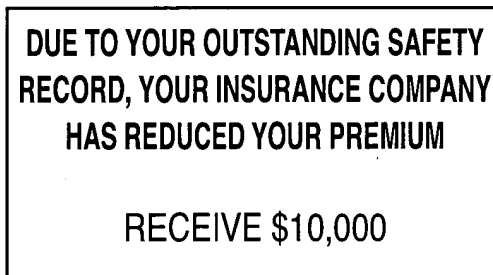 DUE TO YOUR OUTSTANDING SAFETY
RECORD, YOUR INSURANCE COMPANY
HAS REDUCED YOUR PREMIUM
RECEIVE $10,000